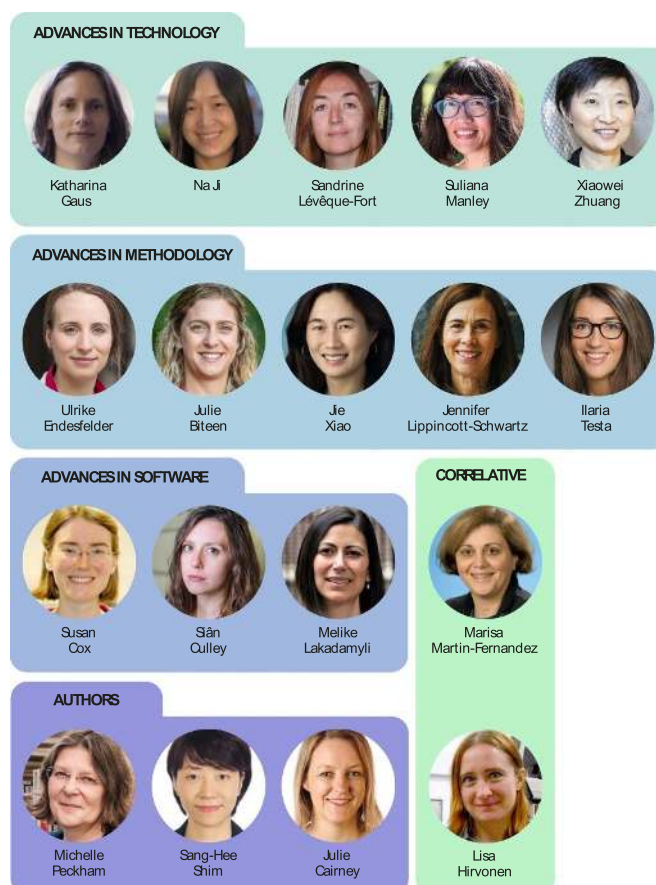 ADVANCES IN TECHNOLOGY
Katharina
Gaus
Na Ji
Sandrine
Lévêque-Fort
Suliana
Manley
Xiaowei
Zhuang
ADVANCES IN METHODOLOGY
Ulrike
Endesfelder
Julie
Biteen
Jie
Xiao
Jennifer
Lippincott-Schwartz
Ilaria
Testa
ADVANCES IN SOFTWARE
Susan
Cox
Siân
Culley
Melike
Lakadamyli
CORRELATIVE
Marisa
Martin-Fernandez
AUTHORS
Michelle
Peckham
Sang-Hee
Shim
Julie
Cairney
Lisa
Hirvonen